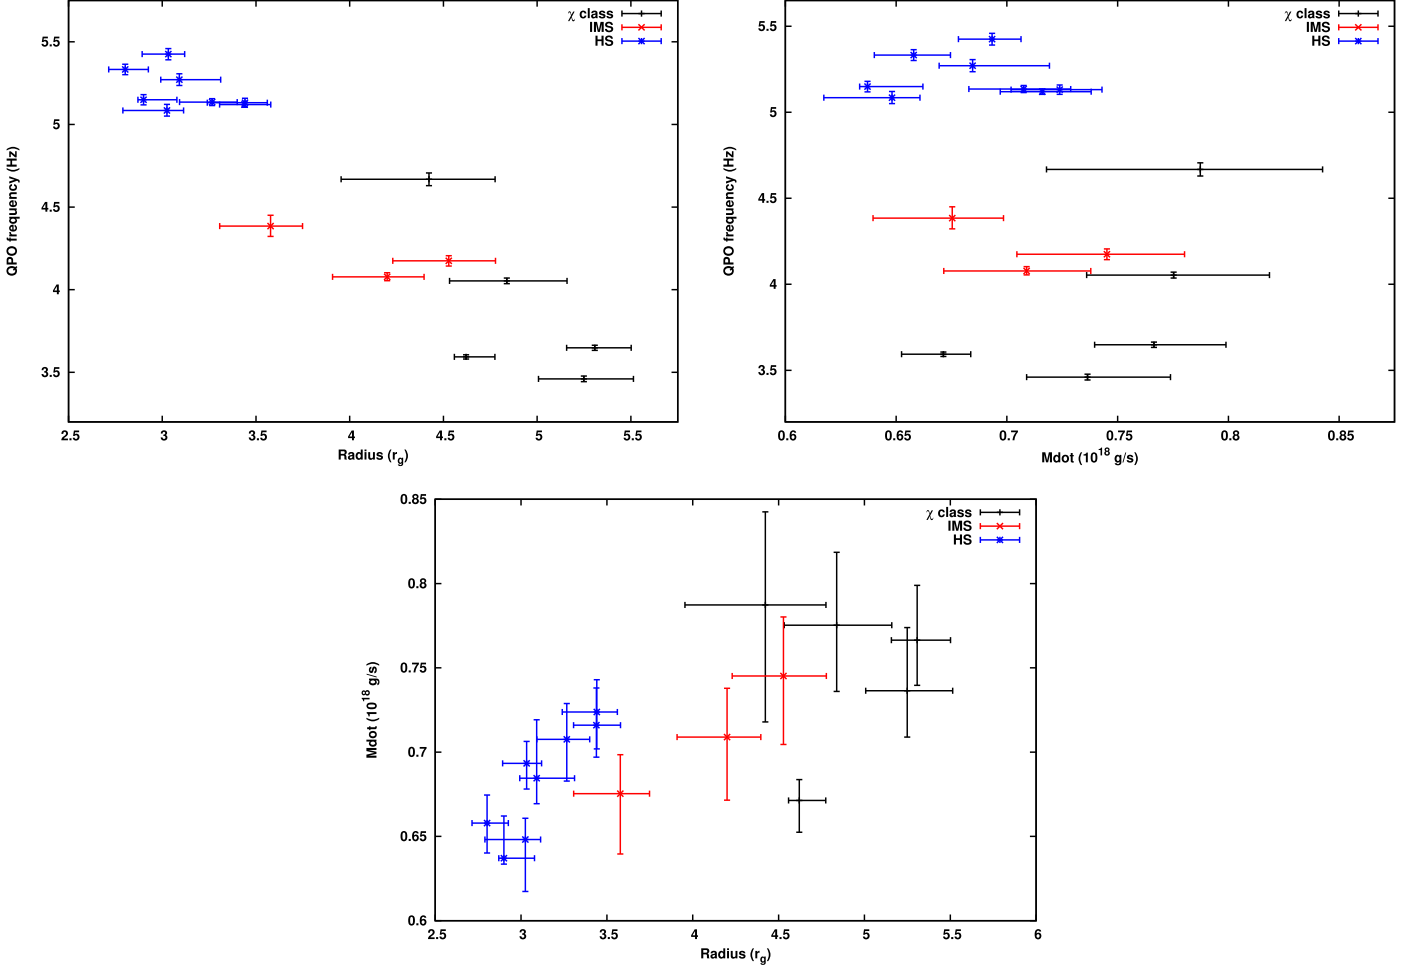 χ class
IMS
HS
5.5
5
4.5
4
3.5
QPO frequency (Hz)
2.5 3 3.5 4 4.5 5 5.5
Radius (rg)
χ class
IMS
HS
5.5
5
4.5
4
3.5
QPO frequency (Hz)
0.6 0.65 0.7 0.75 0.8 0.85
Mdot (10^18 g/s)
χ class
IMS
HS
0.85
0.8
0.75
0.7
0.65
0.6
Mdot (10^18 g/s)
2.5 3 3.5 4 4.5 5 5.5 6
Radius (rg)